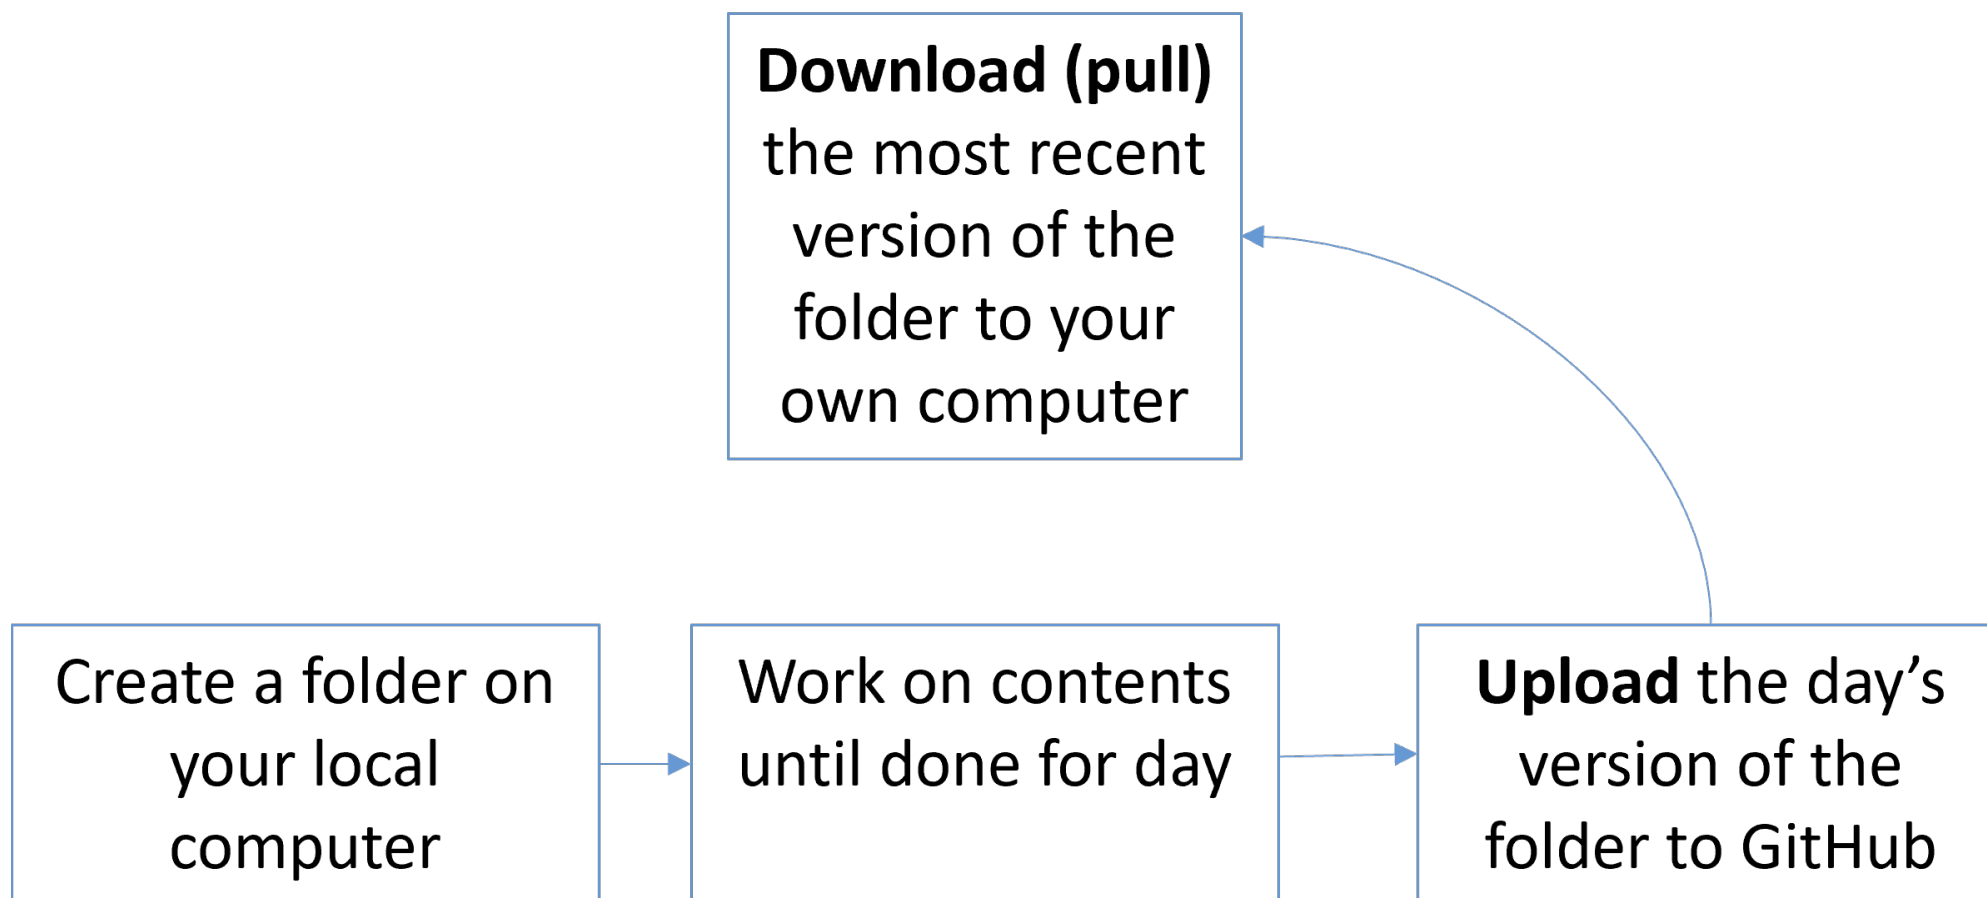 Download (pull)
the most recent
version of the
folder to your
own computer
Create a folder on
your local
computer
Work on contents
until done for day
Upload the day’s
version of the
folder to GitHub